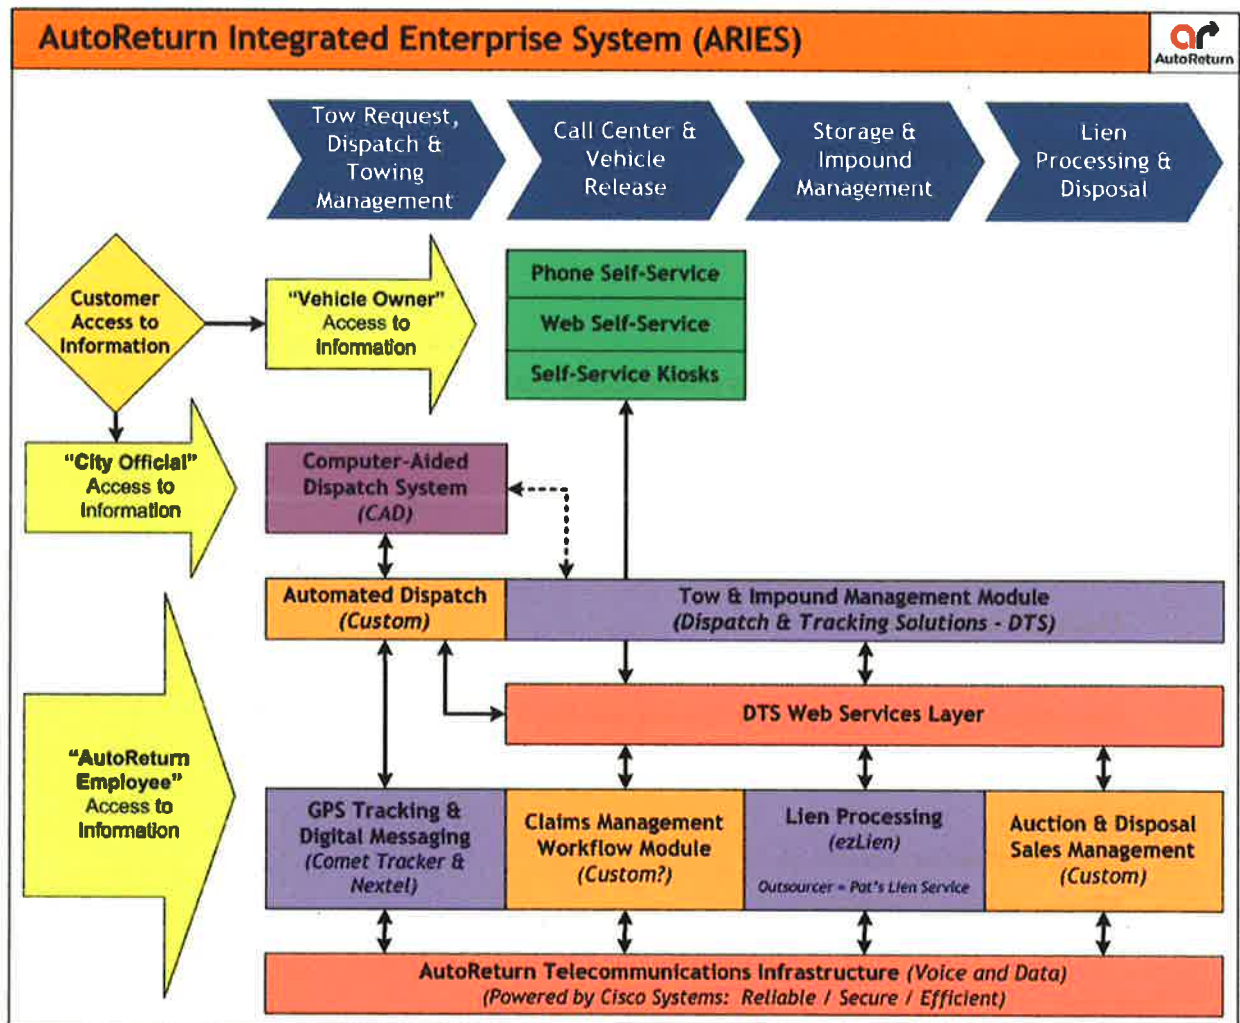 AutoReturn Integrated Enterprise System (ARIES)
ar
AutoReturn
Tow Request,
Dispatch &
Towing
Management
Call Center &
Vehicle
Release
Storage &
Impound
Management
Lien
Processing &
Disposal
Customer
Access to
Information
"Vehicle Owner"
Access to
Information
Phone Self-Service
Web Self-Service
Self-Service Kiosks
"City Official"
Access to
Information
Computer-Aided
Dispatch System
(CAD)
Automated Dispatch
(Custom)
Tow & Impound Management Module
(Dispatch & Tracking Solutions - DTS)
DTS Web Services Layer
"AutoReturn
Employee"
Access to
Information
GPS Tracking &
Digital Messaging
(Comet Tracker &
Nextel)
Claims Management
Workflow Module
(Custom?)
Lien Processing
(ezLien)
Outsourcer = Pat's Lien Service
Auction & Disposal
Sales Management
(Custom)
AutoReturn Telecommunications Infrastructure (Voice and Data)
(Powered by Cisco Systems: Reliable / Secure / Efficient)